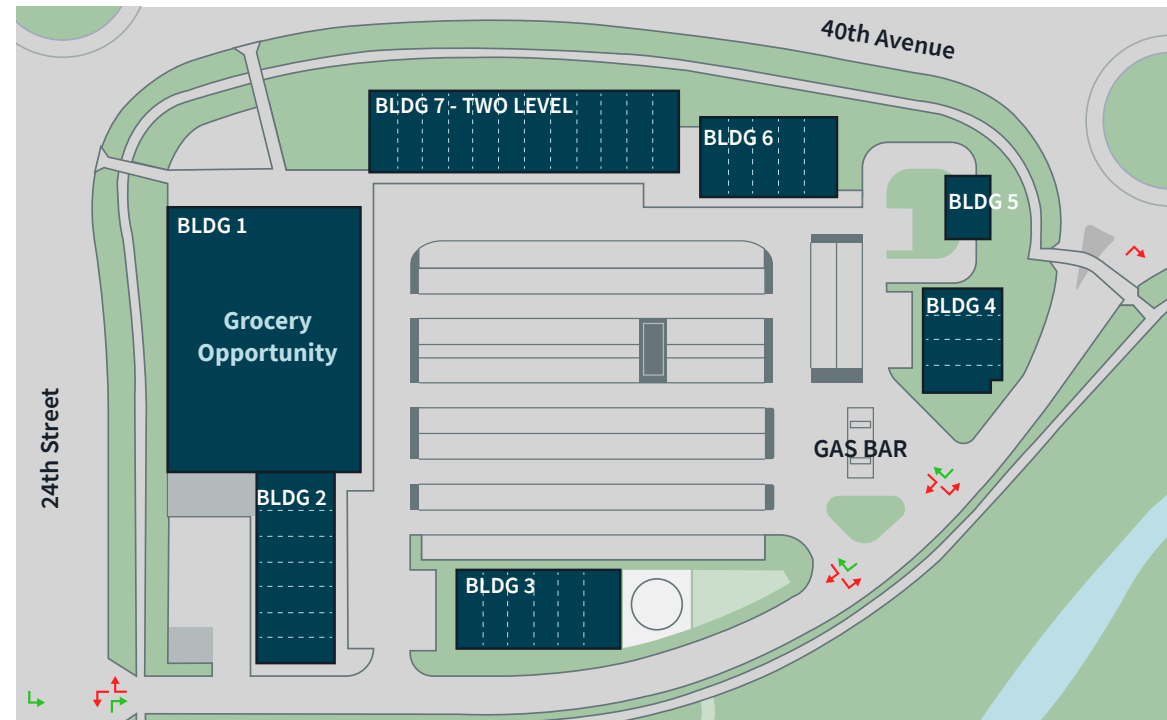 40th Avenue
BLDG 7 - TWO LEVEL
BLDG 6
BLDG 5
BLDG 1
Grocery
Opportunity
BLDG 4
24th Street
GAS BAR
BLDG 2
BLDG 3